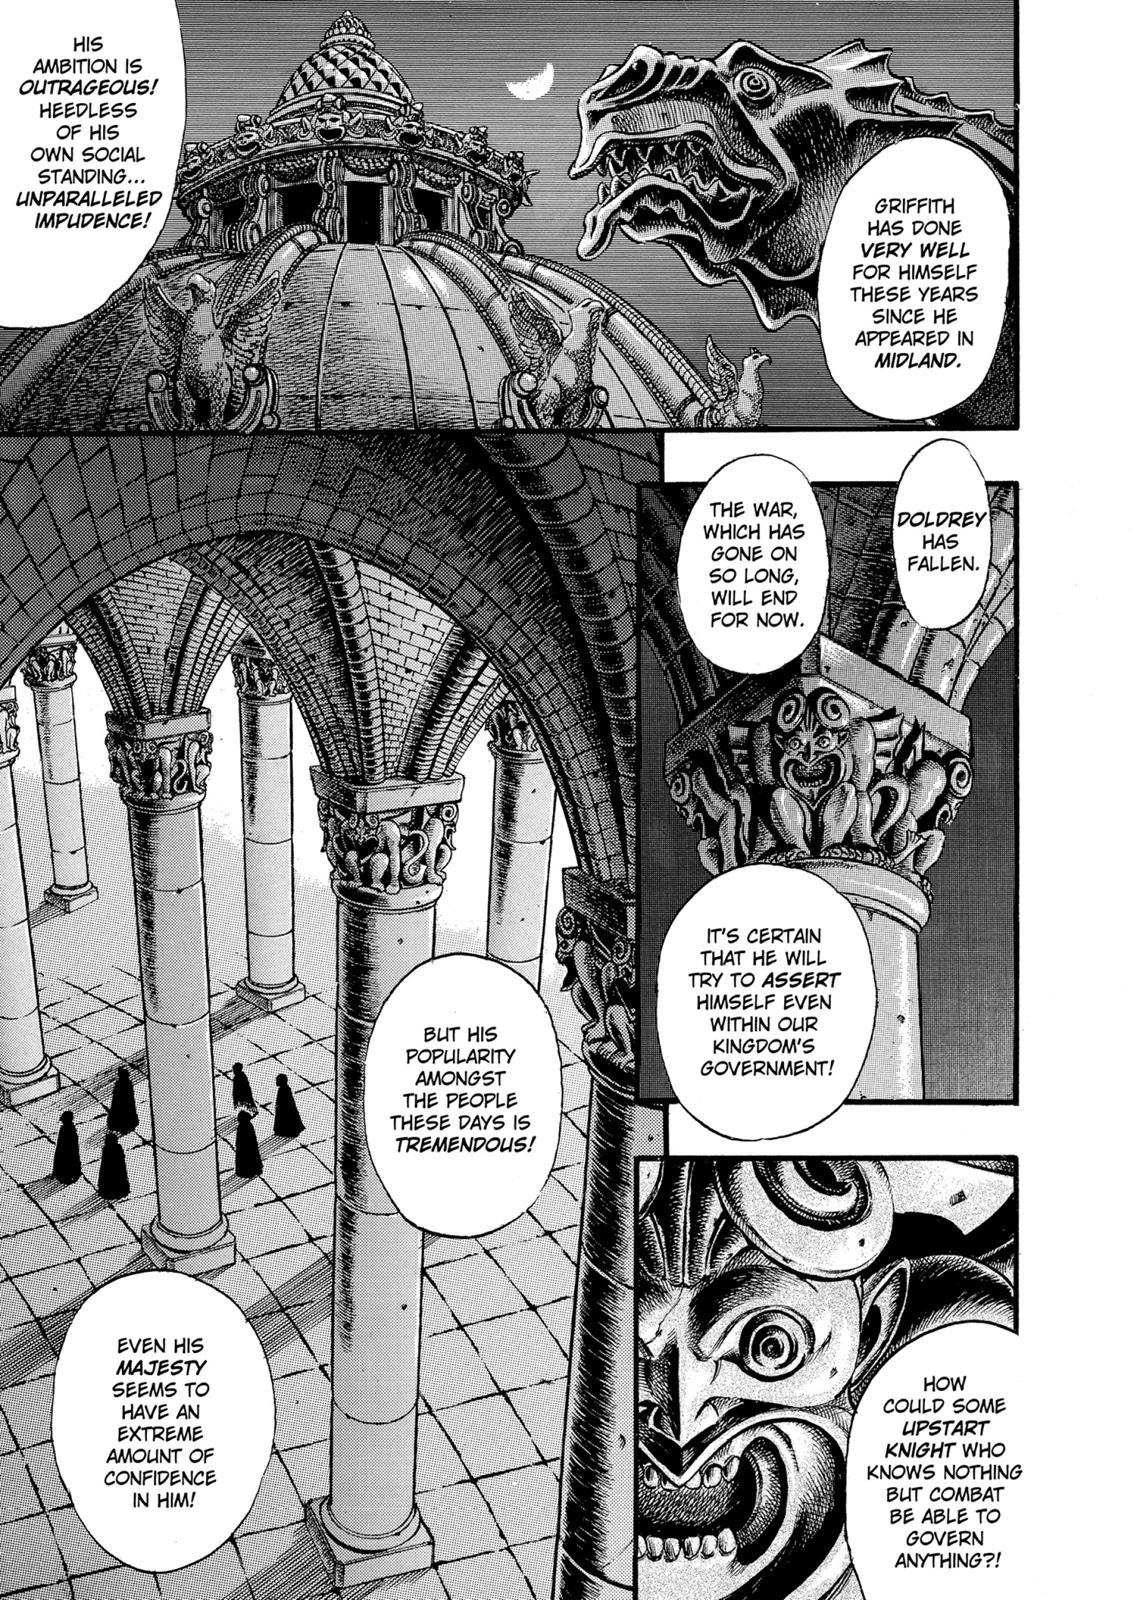 GRIFFITH
HAS DONE
VERY WELL
FOR HIMSELF
THESE YEARS
SINCE HE
APPEARED IN
MIDLAND.
HIS
AMBITION IS
OUTRAGEOUS!
HEEDLESS
OF HIS
OWN SOCIAL
STANDING...
UNPARALLELED
IMPUDENCE!
DOLDREY
HAS
FALLEN.
THE WAR,
WHICH HAS
GONE ON
SO LONG,
WILL END
FOR NOW.
IT'S CERTAIN
THAT HE WILL
TRY TO ASSERT
HIMSELF EVEN
WITHIN OUR
KINGDOM'S
GOVERNMENT!
HOW
COULD SOME
UPSTART
KNIGHT WHO
KNOWS NOTHING
BUT COMBAT
BE ABLE TO
GOVERN
ANYTHING?!
BUT HIS
POPULARITY
AMONGST
THE PEOPLE
THESE DAYS IS
TREMENDOUS!
EVEN HIS
MAJESTY
SEEMS TO
HAVE AN
EXTREME
AMOUNT OF
CONFIDENCE
IN HIM!